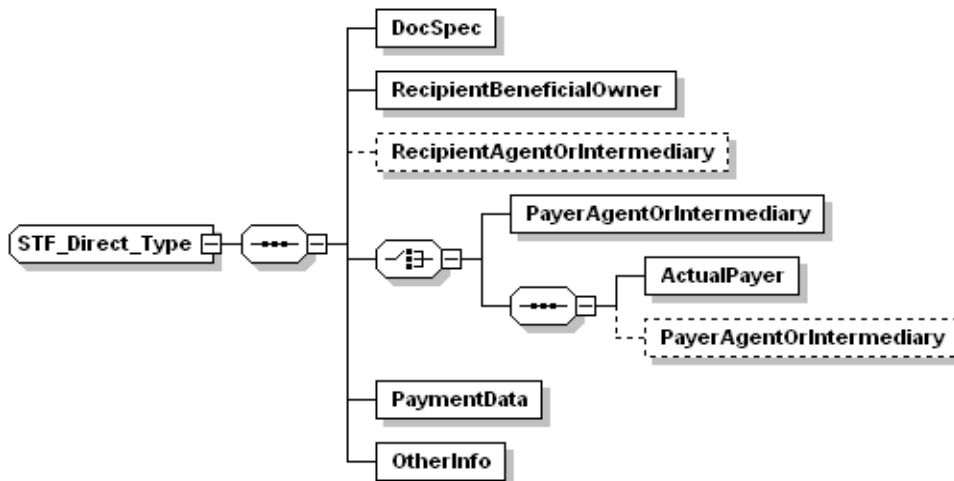 DocSpec
RecipientBeneficialOwner
RecipientAgentOrIntermediary
PayerAgentOrIntermediary
STF_Direct_Type
ActualPayer
PayerAgentOrIntermediary
PaymentData
OtherInfo